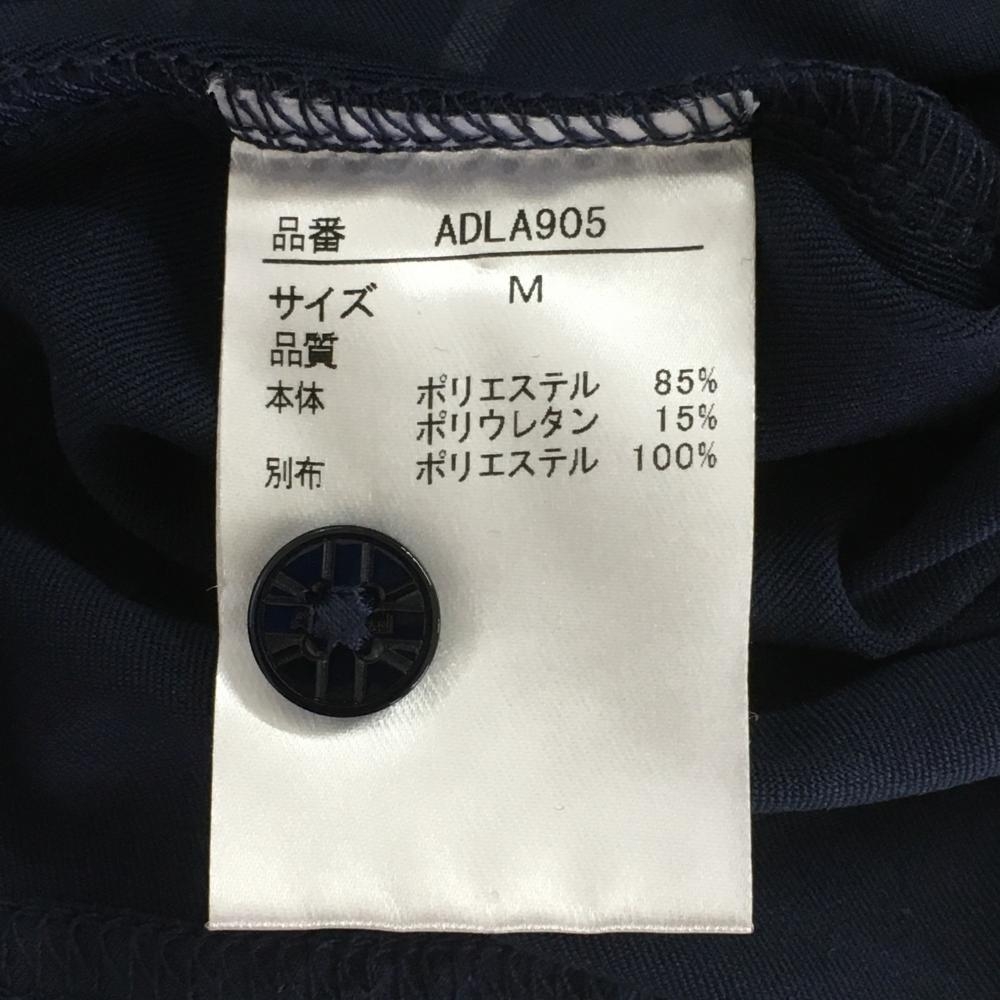 品番 ADLA905
サイズ M
品質
本体 ポリエステル 85%
ポリウレタン 15%
別布 ポリエステル 100%